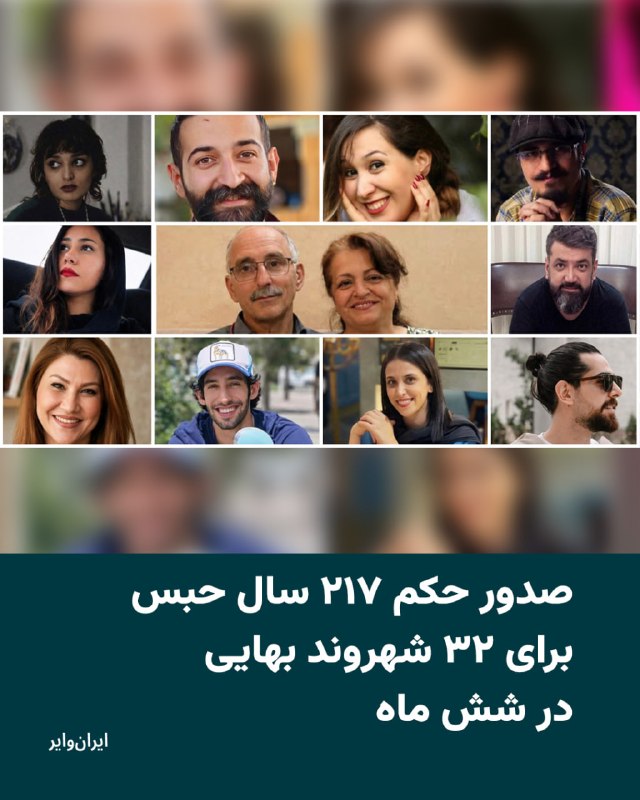 صدور حکم ۲۱۷ سال حبس
برای ۳۲ شهروند بهایی
در شش ماه
ایران‌وایر